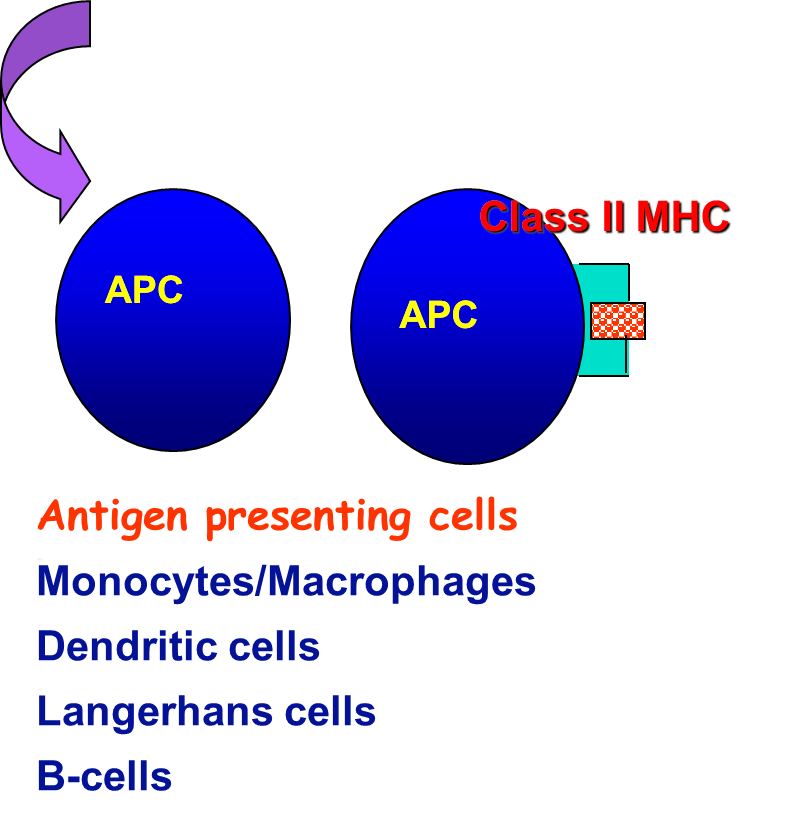 Class II MHC
APC
APC
Antigen presenting cells
Monocytes/Macrophages
Dendritic cells
Langerhans cells
B-cells